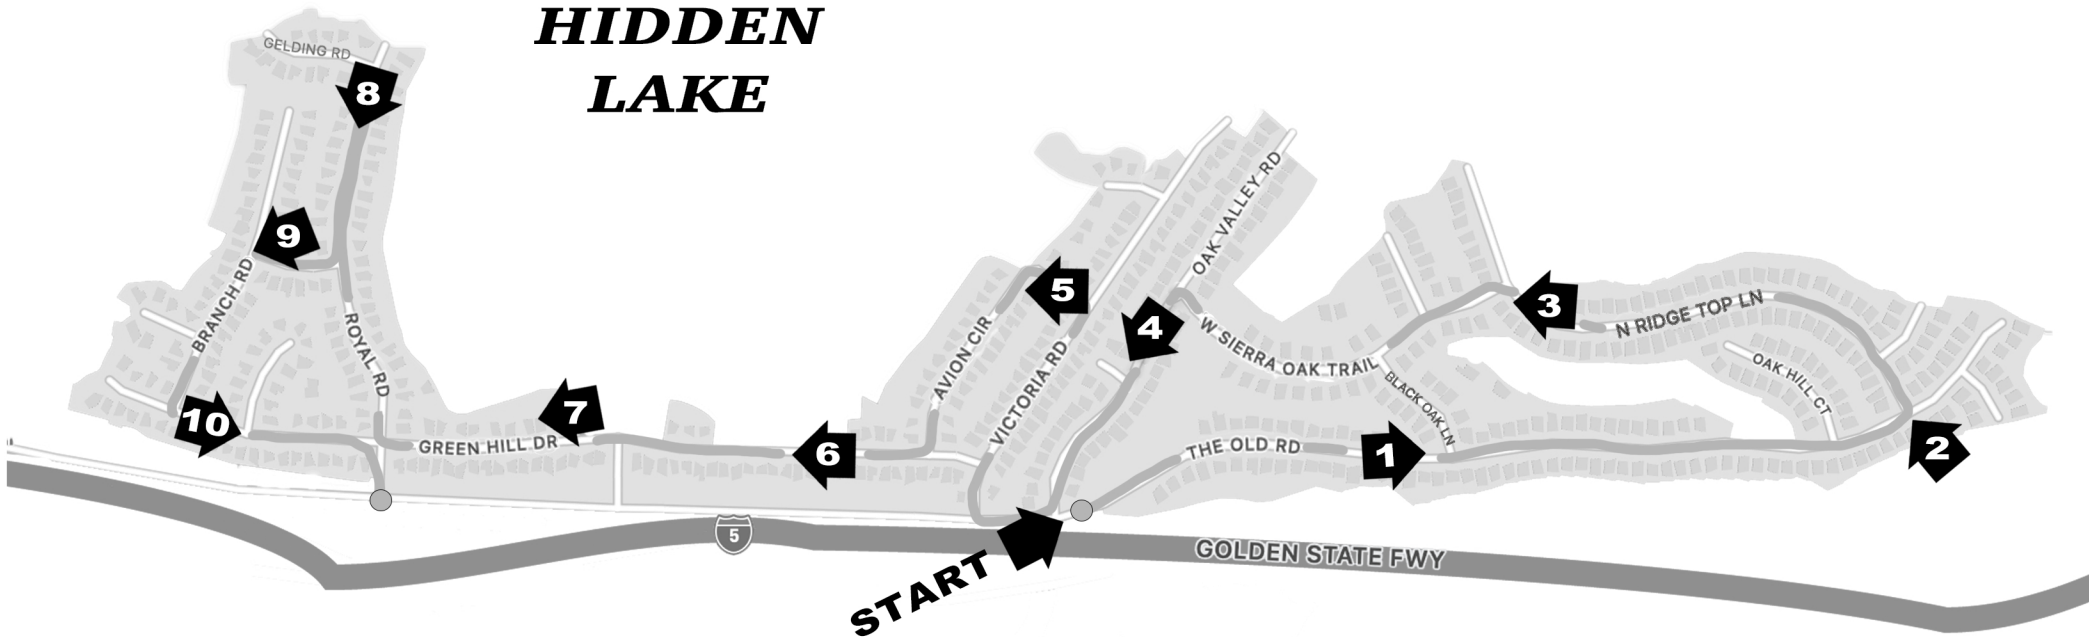 HIDDEN
LAKE
GELDING RD
8
9
BRANCH RD
ROYAL RD
10
GREEN HILL DR
7
6
5
AVION CIR
VICTORIA RD
4
OAK VALLEY RD
W SIERRA OAK TRAIL
BLACK OAK LN
3
N RIDGE TOP LN
OAK HILL CT
THE OLD RD
1
2
START
5
GOLDEN STATE FWY